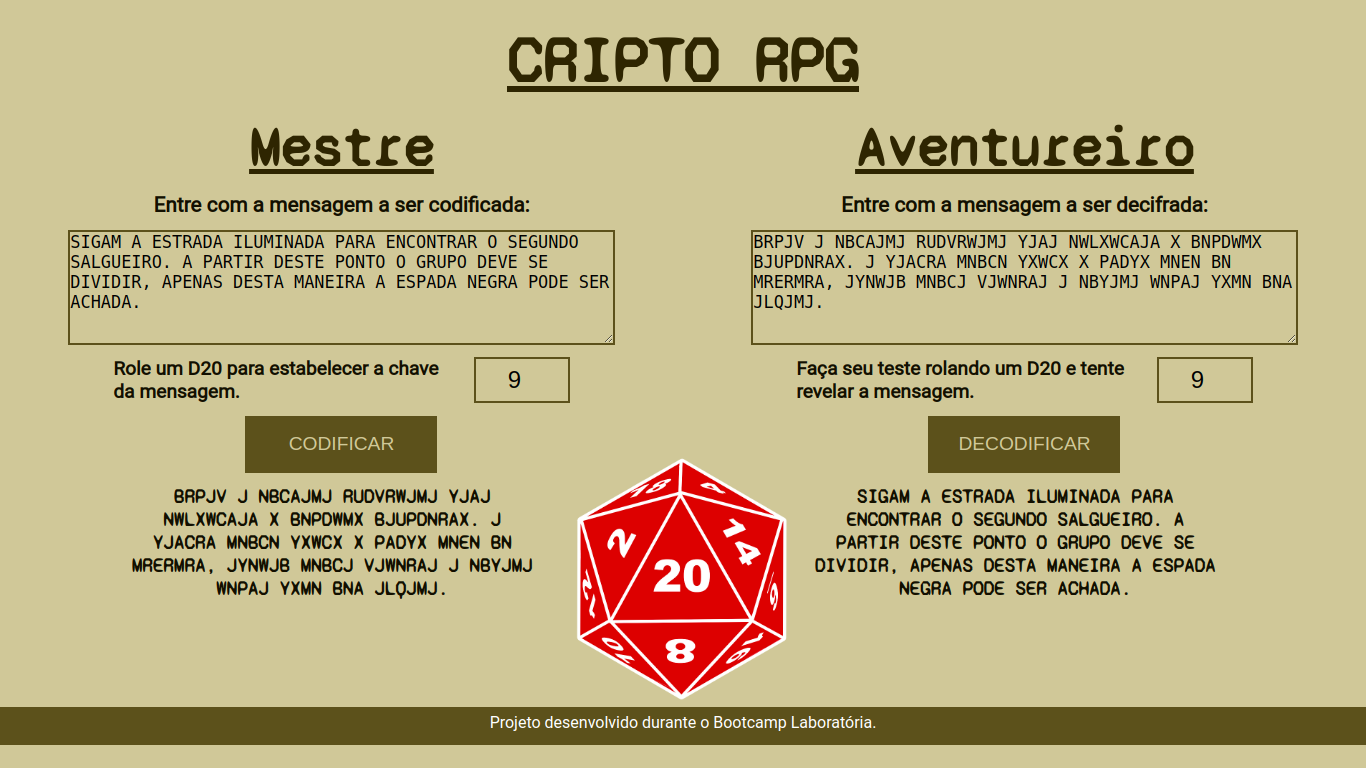 CRIPTO RPG
Mestre
Entre com a mensagem a ser codificada:
SIGAM A ESTRADA ILUMINADA PARA ENCONTRAR O SEGUNDO
SALGUEIRO. A PARTIR DESTE PONTO O GRUPO DEVE SE
DIVIDIR, APENAS DESTA MANEIRA A ESPADA NEGRA PODE SER
ACHADA.
Role um D20 para estabelecer a chave
da mensagem.
9
CODIFICAR
BRPJV J NBCAJMJ RUDVRWJMJ YJAJ
NWLXWCAJA X BNPDWMX BJUPDNRAX. J
YJACRA MNBCN YXWCX X PADYX MNEN BN
MRERMRA, JYNWJB MNBCJ VJWNRAJ J NBYJMJ
WNPAJ YXMN BNA JLQJMJ.
Aventureiro
Entre com a mensagem a ser decifrada:
BRPJV J NBCAJMJ RUDVRWJMJ YJAJ NWLXWCAJA X BNPDWMX
BJUPDNRAX. J YJACRA MNBCN YXWCX X PADYX MNEN BN
MRERMRA, JYNWJB MNBCJ VJWNRAJ J NBYJMJ WNPAJ YXMN BNA
JLQJMJ.
Faça seu teste rolando um D20 e tente
revelar a mensagem.
9
DECODIFICAR
SIGAM A ESTRADA ILUMINADA PARA
ENCONTRAR O SEGUNDO SALGUEIRO. A
PARTIR DESTE PONTO O GRUPO DEVE SE
DIVIDIR, APENAS DESTA MANEIRA A ESPADA
NEGRA PODE SER ACHADA.
18
2
14
20
12
9
10
8
16
Projeto desenvolvido durante o Bootcamp Laboratória.